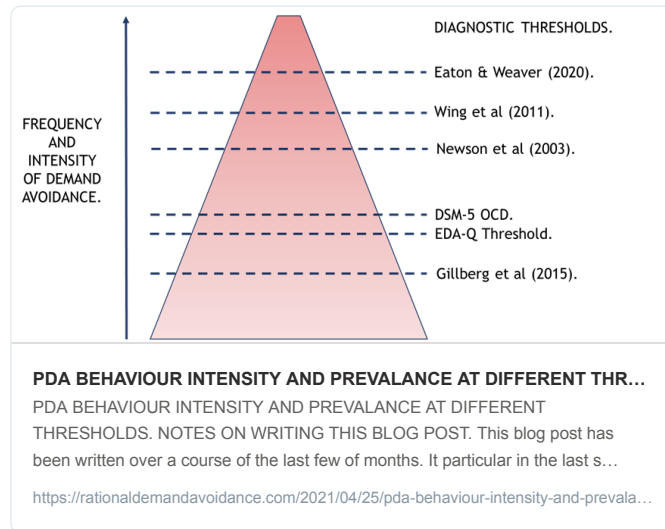 DIAGNOSTIC THRESHOLDS.
Eaton & Weaver (2020).
Wing et al (2011).
FREQUENCY
AND
INTENSITY
OF DEMAND
AVOIDANCE.
Newson et al (2003).
DSM-5 OCD.
EDA-Q Threshold.
Gillberg et al (2015).
PDA BEHAVIOUR INTENSITY AND PREVALANCE AT DIFFERENT THR...
PDA BEHAVIOUR INTENSITY AND PREVALANCE AT DIFFERENT
THRESHOLDS. NOTES ON WRITING THIS BLOG POST. This blog post has
been written over a course of the last few of months. It particular in the last s...
https://rationaldemandavoidance.com/2021/04/25/pda-behaviour-intensity-and-prevala...